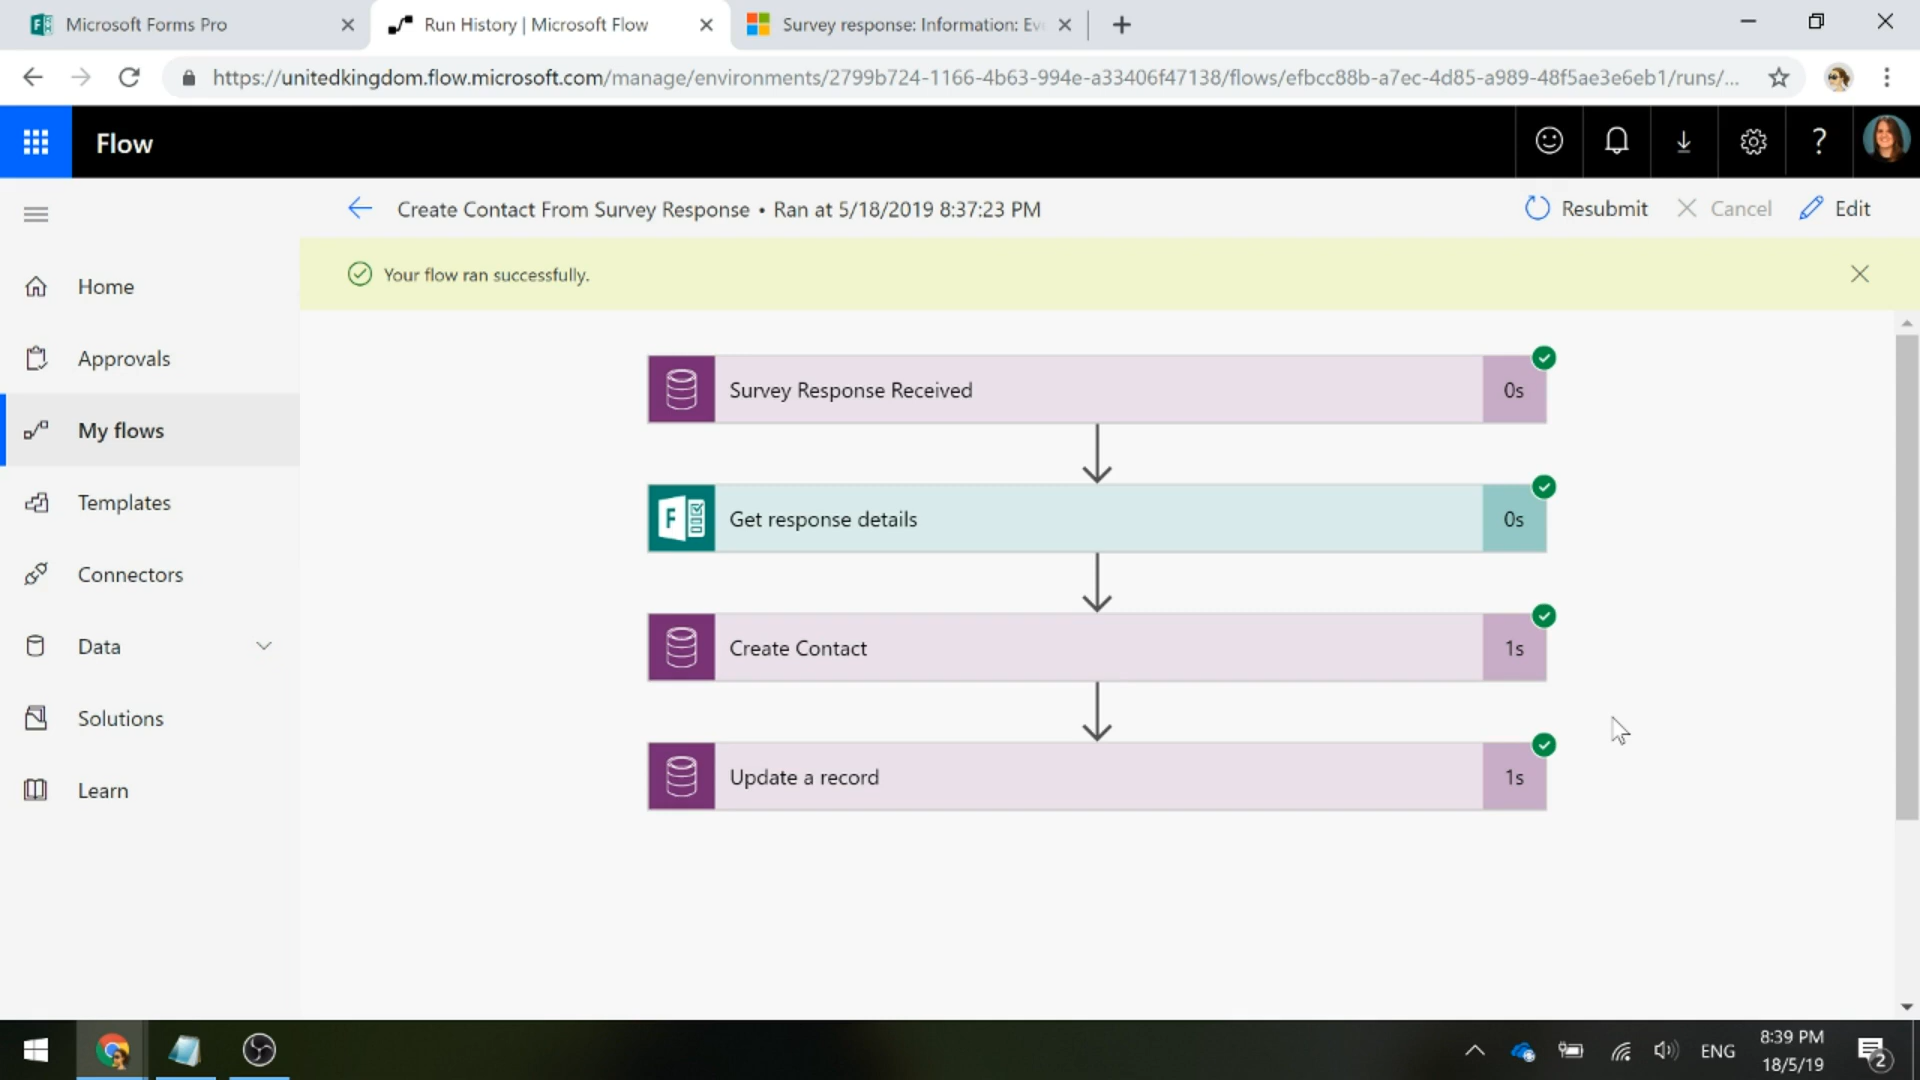 Microsoft Forms Pro
Run History | Microsoft Flow
Survey response: Information: Eve
https://unitedkingdom.flow.microsoft.com/manage/environments/2799b724-1166-4b63-994e-a33406f47138/flows/efbcc88b-a7ec-4d85-a989-48f5ae3e6eb1/runs/...
Flow
?
Create Contact From Survey Response • Ran at 5/18/2019 8:37:23 PM
Resubmit
Cancel
Edit
Your flow ran successfully.
Home
Approvals
My flows
Templates
Connectors
Data
Solutions
Learn
Survey Response Received
0s
F
Get response details
0s
Create Contact
1s
Update a record
1s
ENG
8:39 PM
18/5/19
2